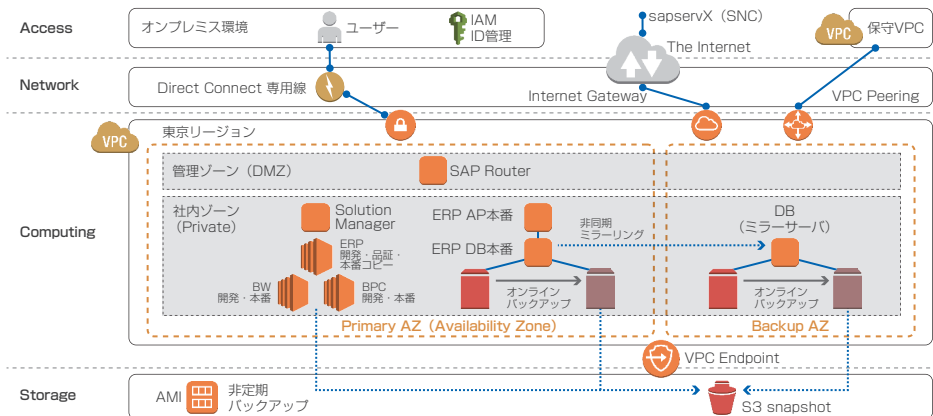 Access
オンプレミス環境
ユーザー
IAM
ID管理
sapservX（SNC）
The Internet
VPC
保守VPC
Network
Direct Connect 専用線
Internet Gateway
VPC Peering
VPC
東京リージョン
Computing
管理ゾーン（DMZ）
SAP Router
社内ゾーン
（Private）
Solution
Manager
ERP
開発・品証・
本番コピー
BW
開発・本番
BPC
開発・本番
ERP AP本番
ERP DB本番
非同期
ミラーリング
オンライン
バックアップ
DB
（ミラーサーバ）
オンライン
バックアップ
Primary AZ（Availability Zone）
Backup AZ
VPC Endpoint
Storage
AMI
非定期
バックアップ
S3 snapshot